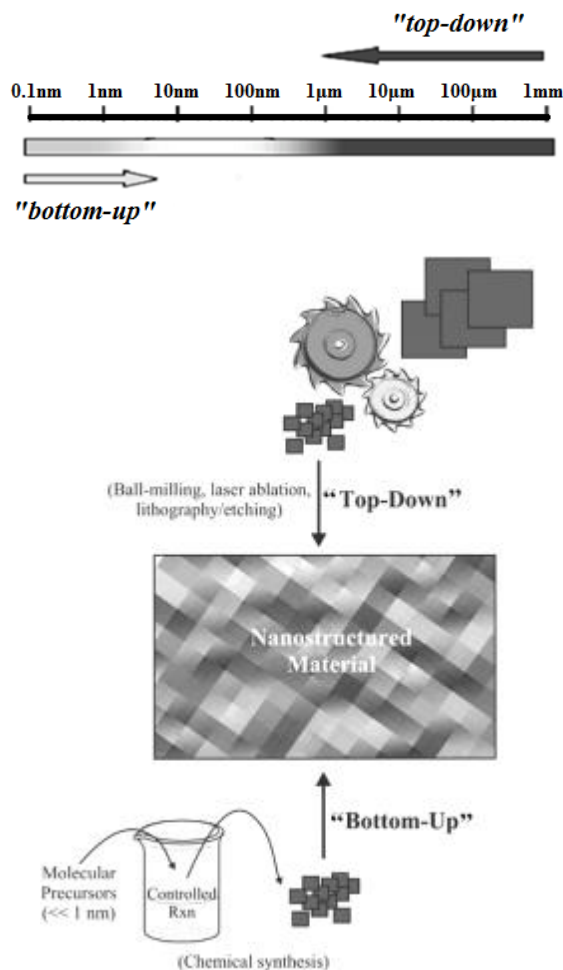 "top-down"
0.1nm 1nm 10nm 100nm 1μm 10μm 100μm 1mm
"bottom-up"
(Ball-milling, laser ablation,
lithography/etching)
“Top-Down”
Nanostructured
Material
“Bottom-Up”
Molecular
Precursors
(<< 1 nm)
Controlled
Rxn
(Chemical synthesis)